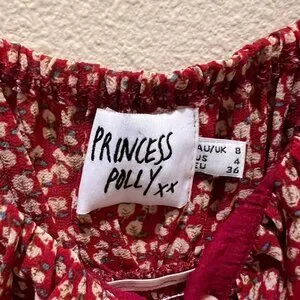 PRINCESS
POLLY xx
AU/UK 8
US 4
EU 36